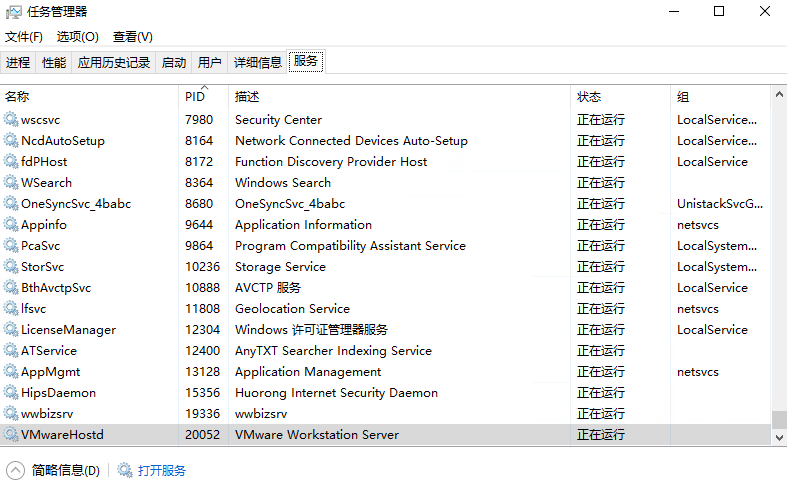 任务管理器
文件(F) 选项(O) 查看(V)
进程 性能 应用历史记录 启动 用户 详细信息 服务
名称 PID 描述 状态 组
wscsvc 7980 Security Center 正在运行 LocalService...
NcdAutoSetup 8164 Network Connected Devices Auto-Setup 正在运行 LocalService...
fdPHost 8172 Function Discovery Provider Host 正在运行 LocalService
WSearch 8364 Windows Search 正在运行
OneSyncSvc_4babc 8680 OneSyncSvc_4babc 正在运行 UnistackSvcG...
Appinfo 9644 Application Information 正在运行 netsvcs
PcaSvc 9864 Program Compatibility Assistant Service 正在运行 LocalSystem...
StorSvc 10236 Storage Service 正在运行 LocalSystem...
BthAvctpSvc 10888 AVCTP 服务 正在运行 LocalService
lfsvc 11808 Geolocation Service 正在运行 netsvcs
LicenseManager 12304 Windows 许可证管理器服务 正在运行 LocalService
ATService 12400 AnyTXT Searcher Indexing Service 正在运行
AppMgmt 13128 Application Management 正在运行 netsvcs
HipsDaemon 15356 Huorong Internet Security Daemon 正在运行
wwbizsrv 19336 wwbizsrv 正在运行
VMwareHostd 20052 VMware Workstation Server 正在运行
简略信息(D) 打开服务